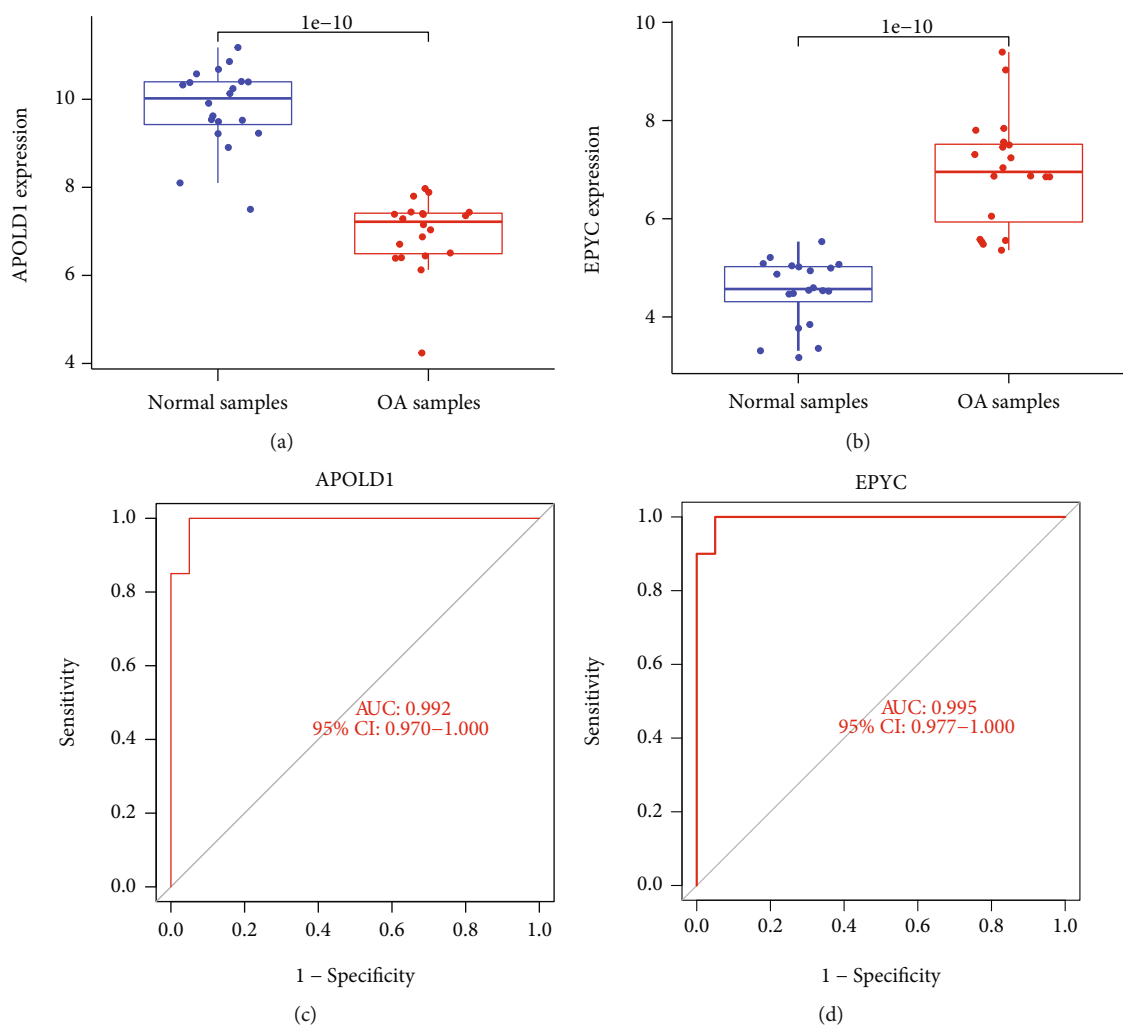 1e−10
APOLD1 expression
10
8
6
4
Normal samples
OA samples
(a)
1e−10
EPYC expression
10
8
6
4
Normal samples
OA samples
(b)
APOLD1
Sensitivity
1.0
0.8
0.6
0.4
0.2
0.0
AUC: 0.992
95% CI: 0.970−1.000
0.0 0.2 0.4 0.6 0.8 1.0
1 − Specificity
(c)
EPYC
Sensitivity
1.0
0.8
0.6
0.4
0.2
0.0
AUC: 0.995
95% CI: 0.977−1.000
0.0 0.2 0.4 0.6 0.8 1.0
1 − Specificity
(d)